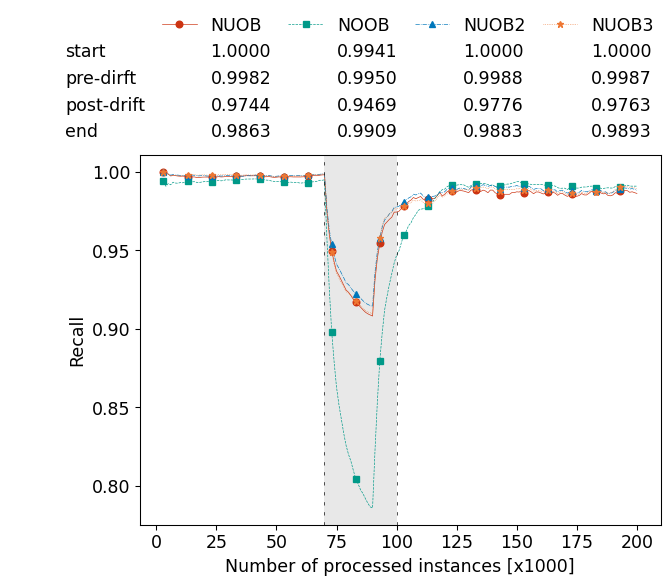 NUOB NOOB NUOB2 NUOB3
start 1.0000 0.9941 1.0000 1.0000
pre-dirft 0.9982 0.9950 0.9988 0.9987
post-drift 0.9744 0.9469 0.9776 0.9763
end 0.9863 0.9909 0.9883 0.9893
1.00
0.95
0.90
0.85
0.80
Recall
0 25 50 75 100 125 150 175 200
Number of processed instances [x1000]